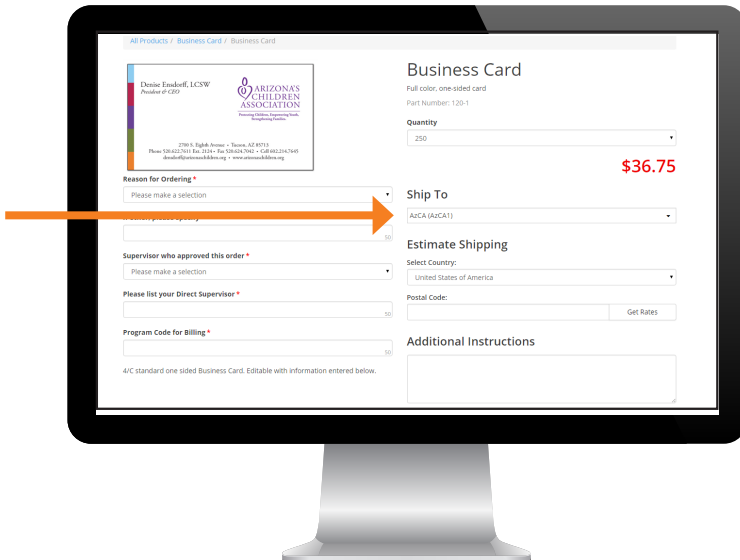 All Products / Business Card / Business Card
Denise Ensdorff, LCSW
President & CEO
ARIZONA'S
CHILDREN
ASSOCIATION
Protecting Children, Empowering Youth,
Strengthening Families
2700 S. Eighth Avenue • Tucson, AZ 85713
Phone 520.622.7611 Ext. 2124 • Fax 520.624.7042 • Cell 602.214.7645
densdorff@arizonaschildren.org • www.arizonaschildren.org
Reason for Ordering *
Please make a selection
50
Supervisor who approved this order *
Please make a selection
Please list your Direct Supervisor *
50
Program Code for Billing *
50
4/C standard one sided Business Card. Editable with information entered below.
Business Card
Full color, one-sided card
Part Number: 120-1
Quantity
250
$36.75
Ship To
AzCA (AzCA1)
Estimate Shipping
Select Country:
United States of America
Postal Code:
Get Rates
Additional Instructions